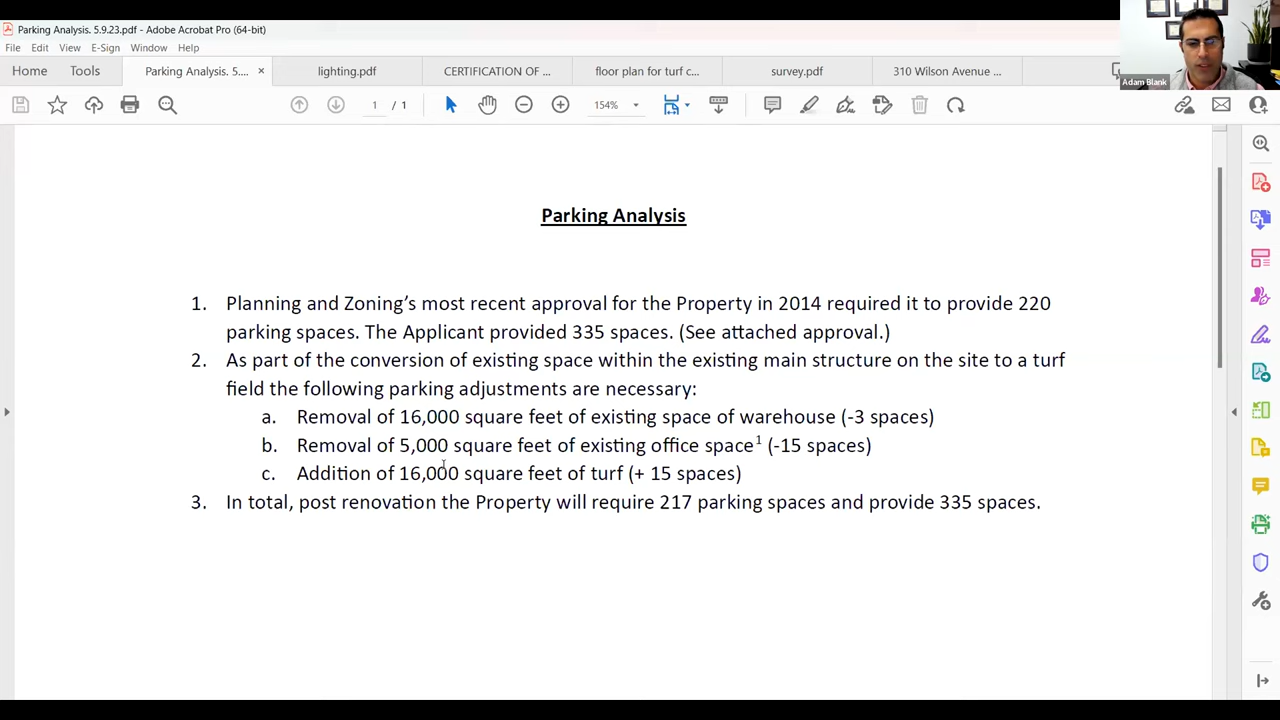 Parking Analysis. 5.9.23.pdf - Adobe Acrobat Pro (64-bit)
File Edit View E-Sign Window Help
Home Tools Parking Analysis. 5.... × lighting.pdf CERTIFICATION OF ... floor plan for turf c... survey.pdf 310 Wilson Avenue ...
Adam Blank
1 / 1 154%
Parking Analysis
1. Planning and Zoning's most recent approval for the Property in 2014 required it to provide 220
parking spaces. The Applicant provided 335 spaces. (See attached approval.)
2. As part of the conversion of existing space within the existing main structure on the site to a turf
field the following parking adjustments are necessary:
a. Removal of 16,000 square feet of existing space of warehouse (-3 spaces)
b. Removal of 5,000 square feet of existing office space¹ (-15 spaces)
c. Addition of 16,000 square feet of turf (+ 15 spaces)
3. In total, post renovation the Property will require 217 parking spaces and provide 335 spaces.